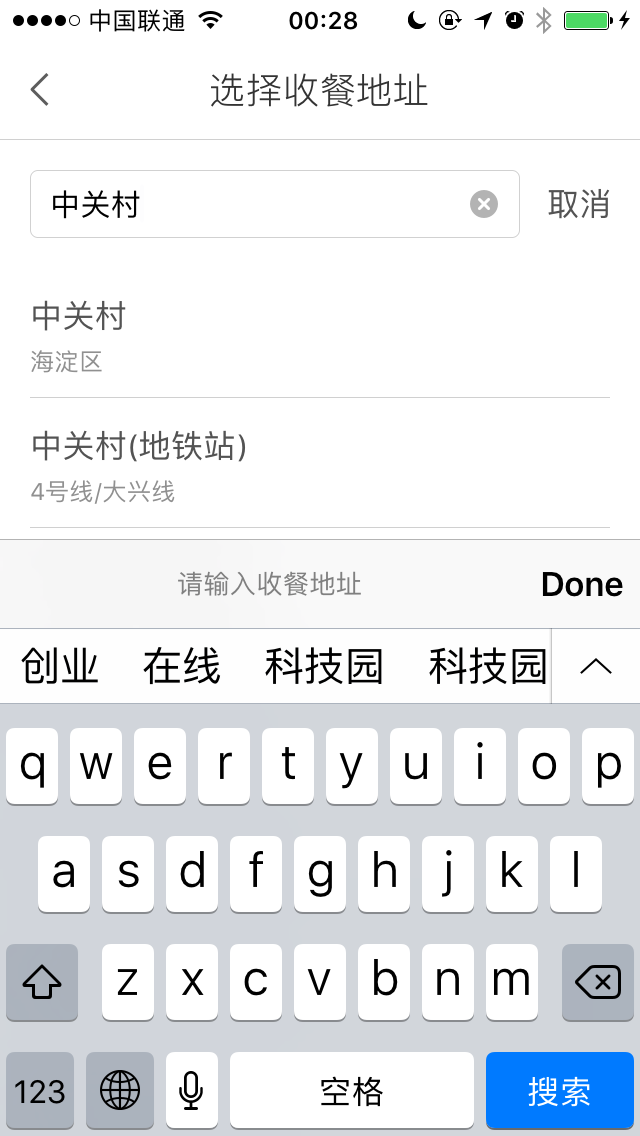 中国联通 00:28
选择收餐地址
中关村 取消
中关村
海淀区
中关村(地铁站)
4号线/大兴线
请输入收餐地址 Done
创业 在线 科技园 科技园
q w e r t y u i o p
a s d f g h j k l
z x c v b n m
123 空格 搜索